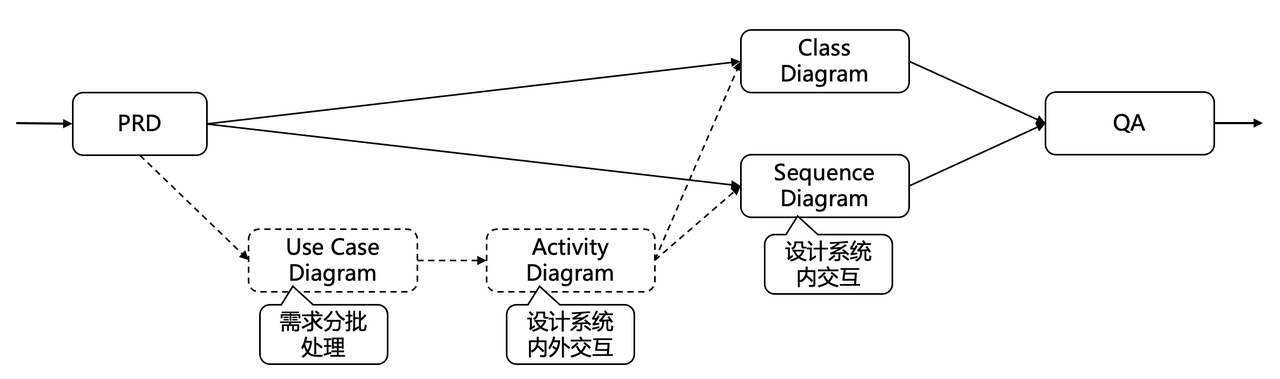 Class
Diagram
PRD
QA
Sequence
Diagram
设计系统
内交互
Use Case
Diagram
需求分批
处理
Activity
Diagram
设计系统
内外交互